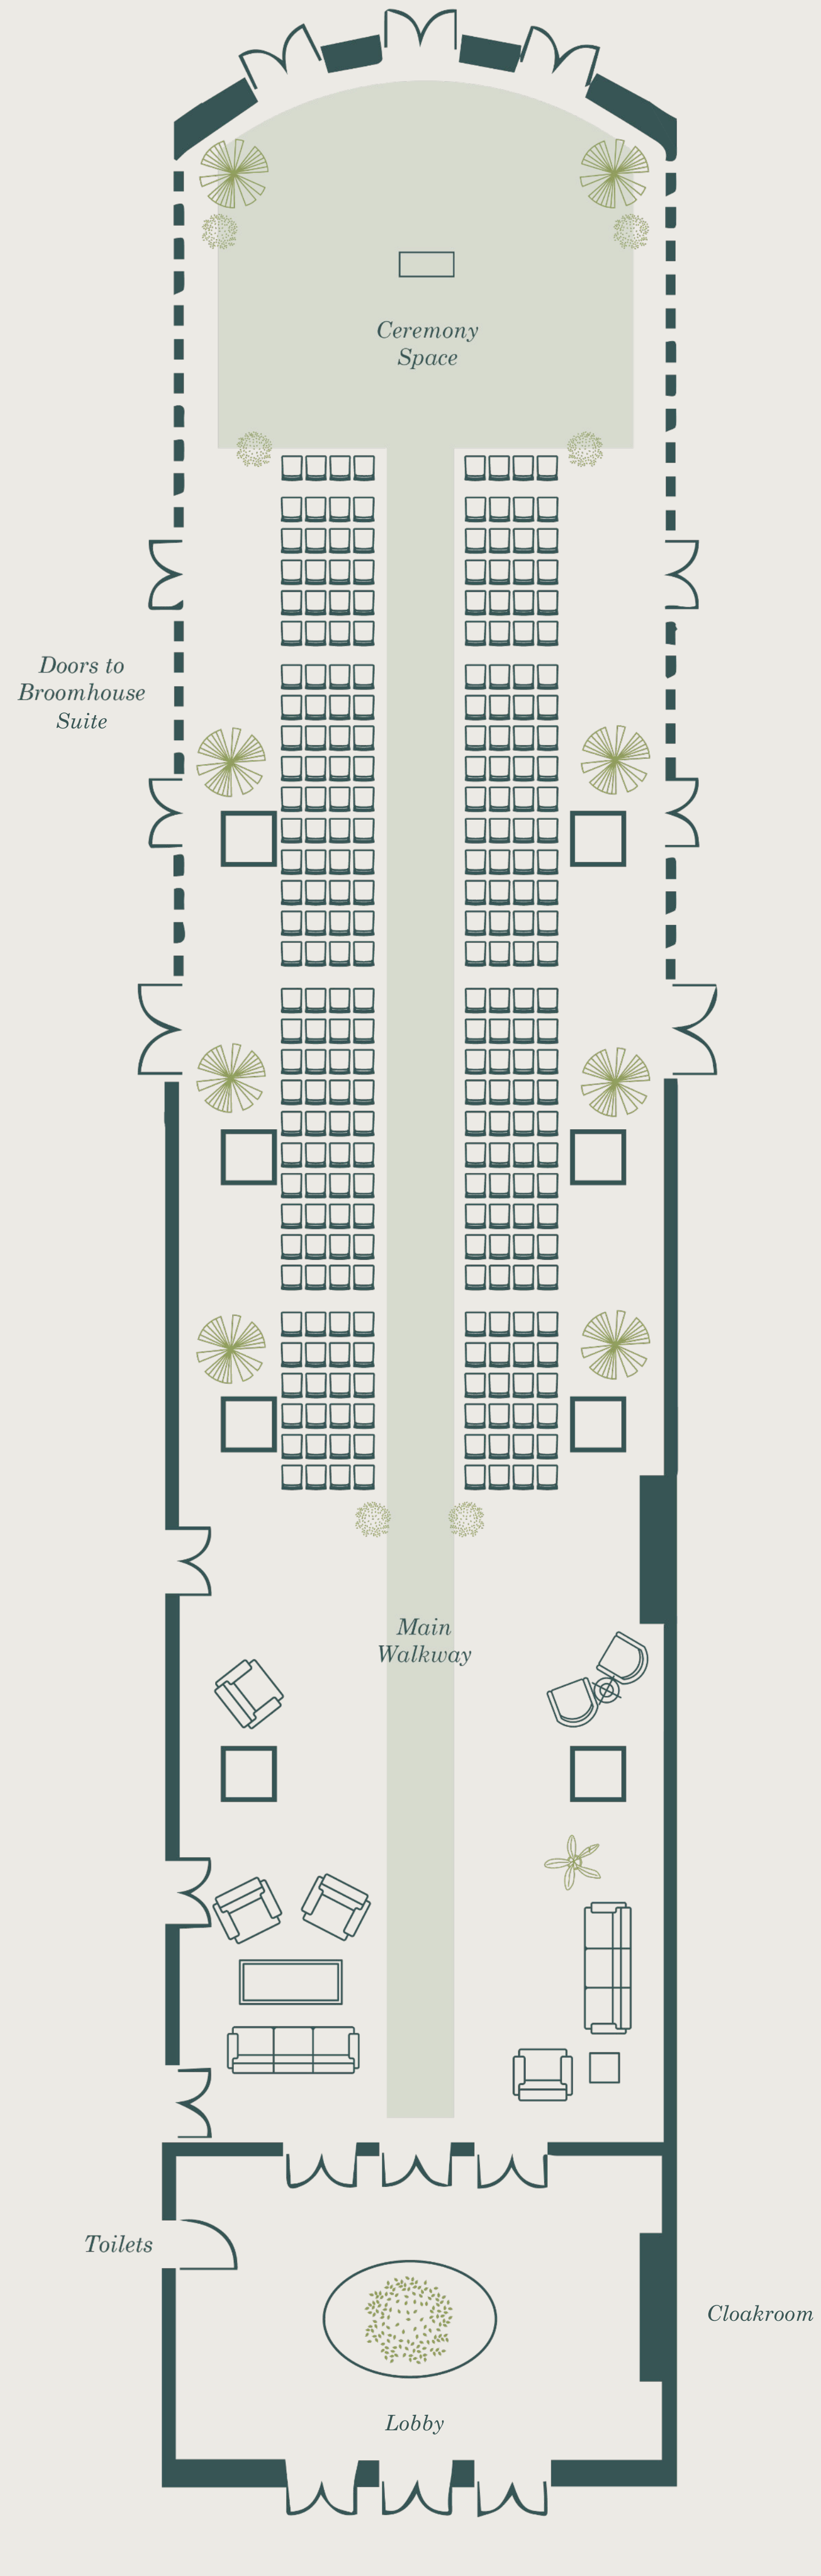 Ceremony
Space
Doors to
Broomhouse
Suite
Main
Walkway
Toilets
Cloakroom
Lobby